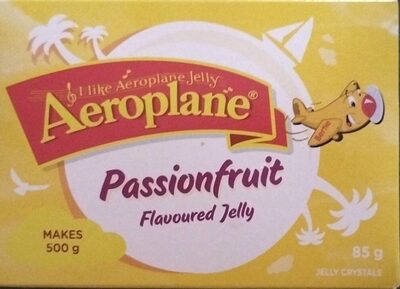 I like Aeroplane Jelly
Aeroplane®
Passionfruit
Flavoured Jelly
MAKES
500 g
85 g
JELLY CRYSTALS